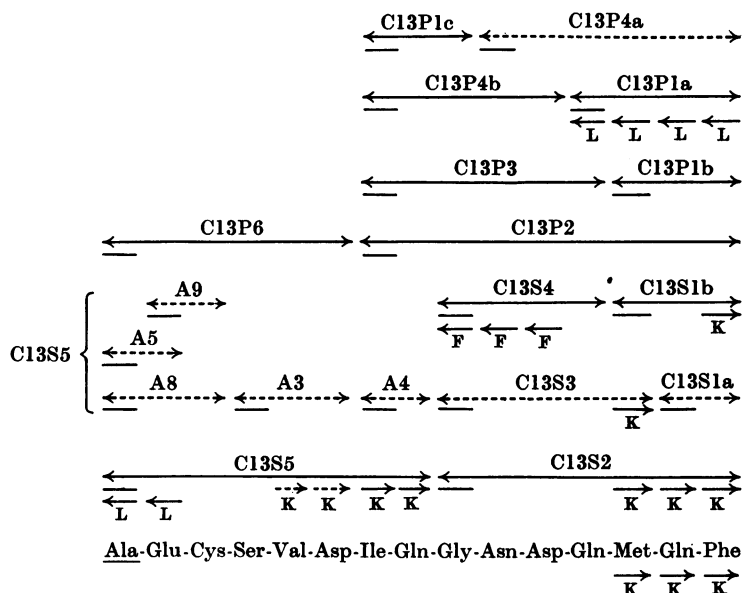 C13P1c C13P4a
C13P4b C13P1a
L L L L
C13P3 C13P1b
C13P6 C13P2
A9 C13S4 C13S1b
K
F F F
C13S5 A5
A8 A3 A4 C13S3 C13S1a
K
C13S5 C13S2
L L K K K K K K K
Ala-Glu-Cys-Ser-Val-Asp-Ile-Gln-Gly-Asn-Asp-Gln-Met-Gln-Phe
K K K